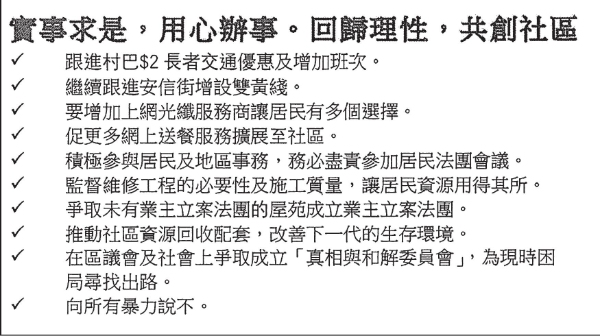 實事求是，用心辦事。回歸理性，共創社區
✓ 跟進村巴$2 長者交通優惠及增加班次。
✓ 繼續跟進安信街增設雙黃綫。
✓ 要增加上網光纖服務商讓居民有多個選擇。
✓ 促更多網上送餐服務擴展至社區。
✓ 積極參與居民及地區事務，務必盡責參加居民法團會議。
✓ 監督維修工程的必要性及施工質量，讓居民資源用得其所。
✓ 爭取未有業主立案法團的屋苑成立業主立案法團。
✓ 推動社區資源回收配套，改善下一代的生存環境。
✓ 在區議會及社會上爭取成立「真相與和解委員會」，為現時困
局尋找出路。
✓ 向所有暴力說不。